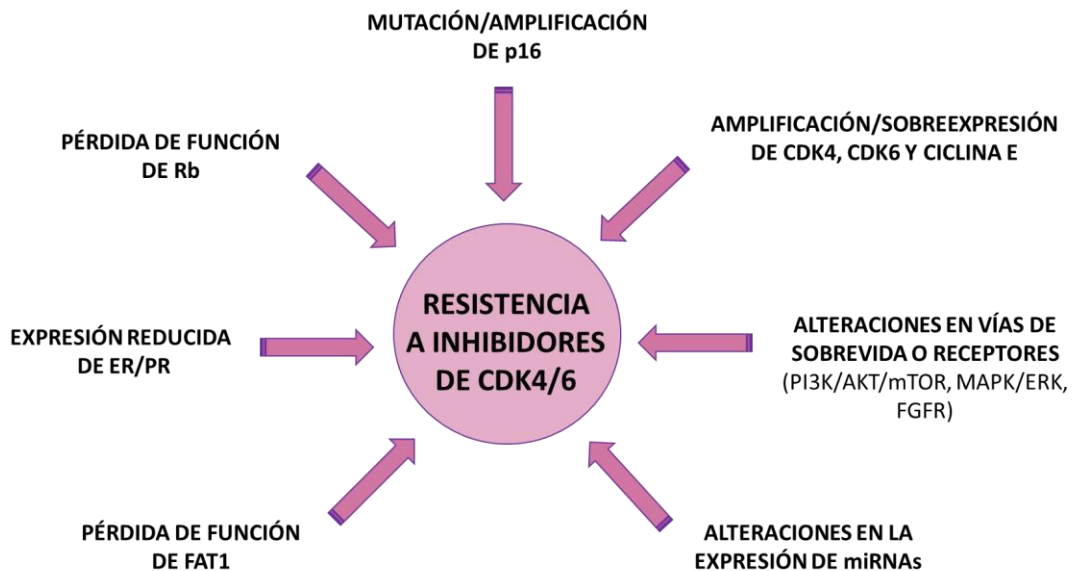 MUTACIÓN/AMPLIFICACIÓN
DE p16
AMPLIFICACIÓN/SOBREEXPRESIÓN
DE CDK4, CDK6 Y CICLINA E
PÉRDIDA DE FUNCIÓN
DE Rb
RESISTENCIA
A INHIBIDORES
DE CDK4/6
EXPRESIÓN REDUCIDA
DE ER/PR
ALTERACIONES EN VÍAS DE
SOBREVIDA O RECEPTORES
(PI3K/AKT/mTOR, MAPK/ERK,
FGFR)
PÉRDIDA DE FUNCIÓN
DE FAT1
ALTERACIONES EN LA
EXPRESIÓN DE miRNAs